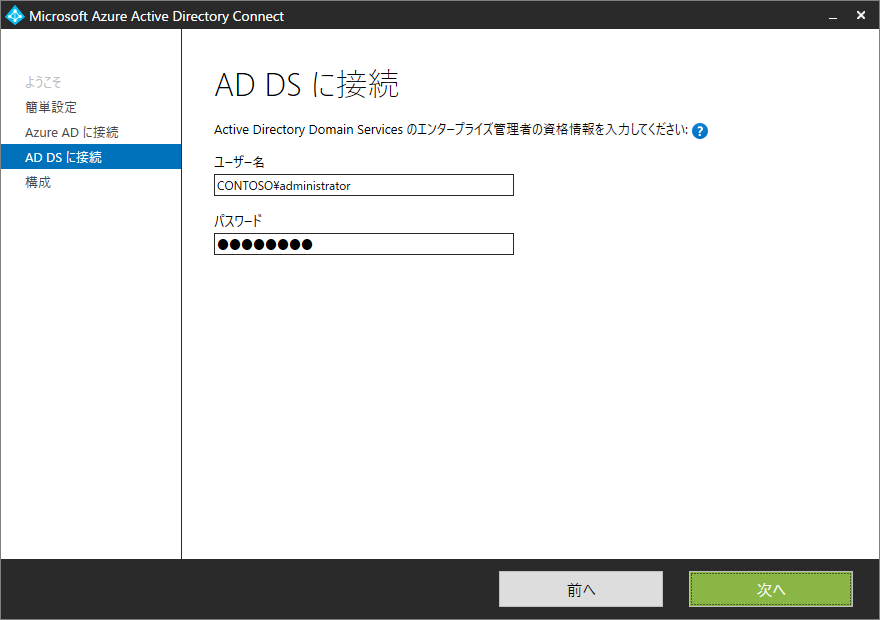 Microsoft Azure Active Directory Connect
ようこそ
簡単設定
Azure AD に接続
AD DS に接続
構成
AD DS に接続
Active Directory Domain Services のエンタープライズ管理者の資格情報を入力してください: ?
ユーザー名
CONTOSO¥administrator
パスワード
●●●●●●●●
前へ
次へ